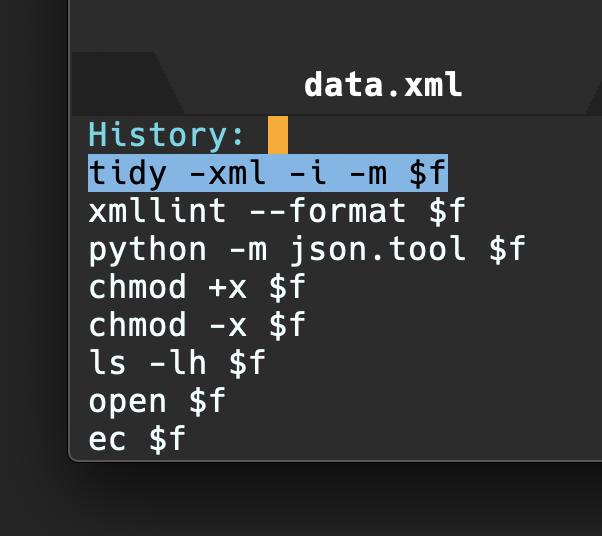 data.xml
History:
tidy -xml -i -m $f
xmllint --format $f
python -m json.tool $f
chmod +x $f
chmod -x $f
ls -lh $f
open $f
ec $f